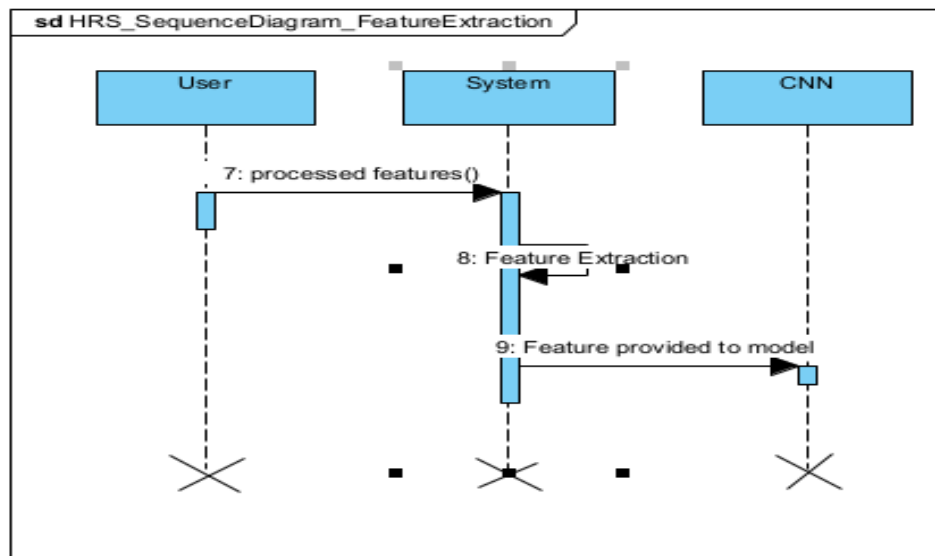 sd HRS_SequenceDiagram_FeatureExtraction
User
System
CNN
7: processed features()
8: Feature Extraction
9: Feature provided to model